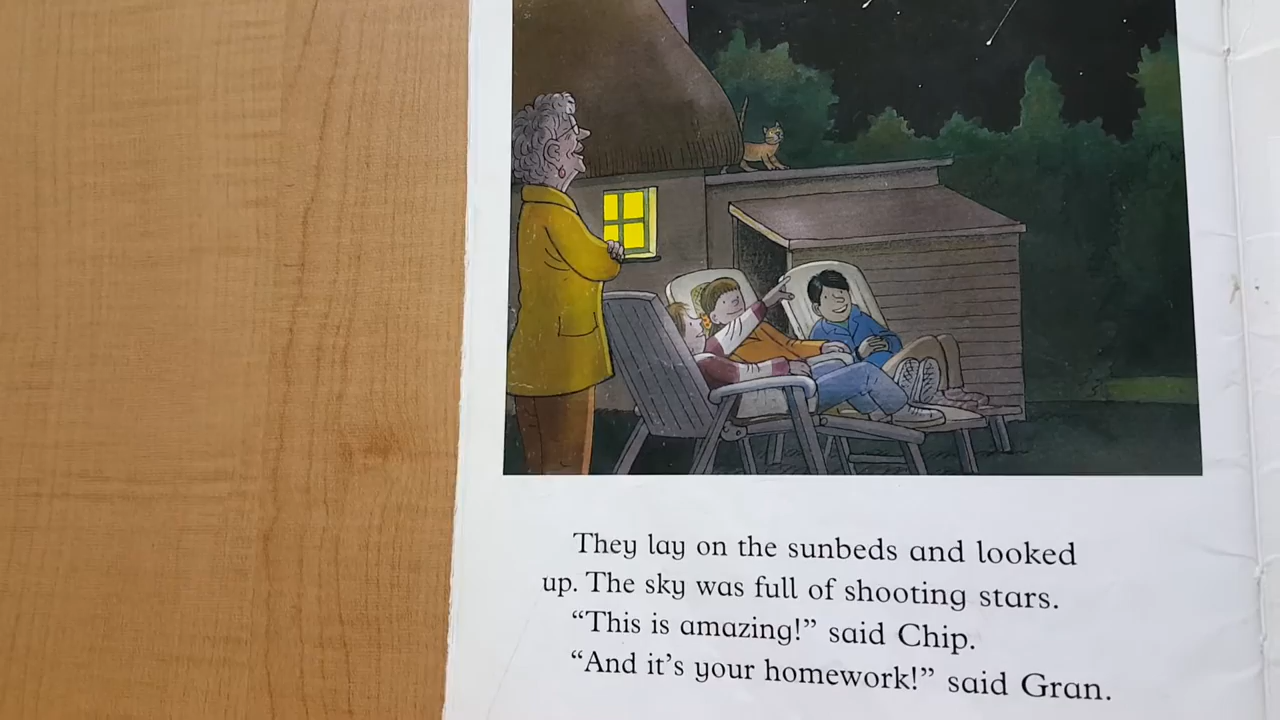 They lay on the sunbeds and looked
up. The sky was full of shooting stars.
“This is amazing!” said Chip.
“And it’s your homework!” said Gran.